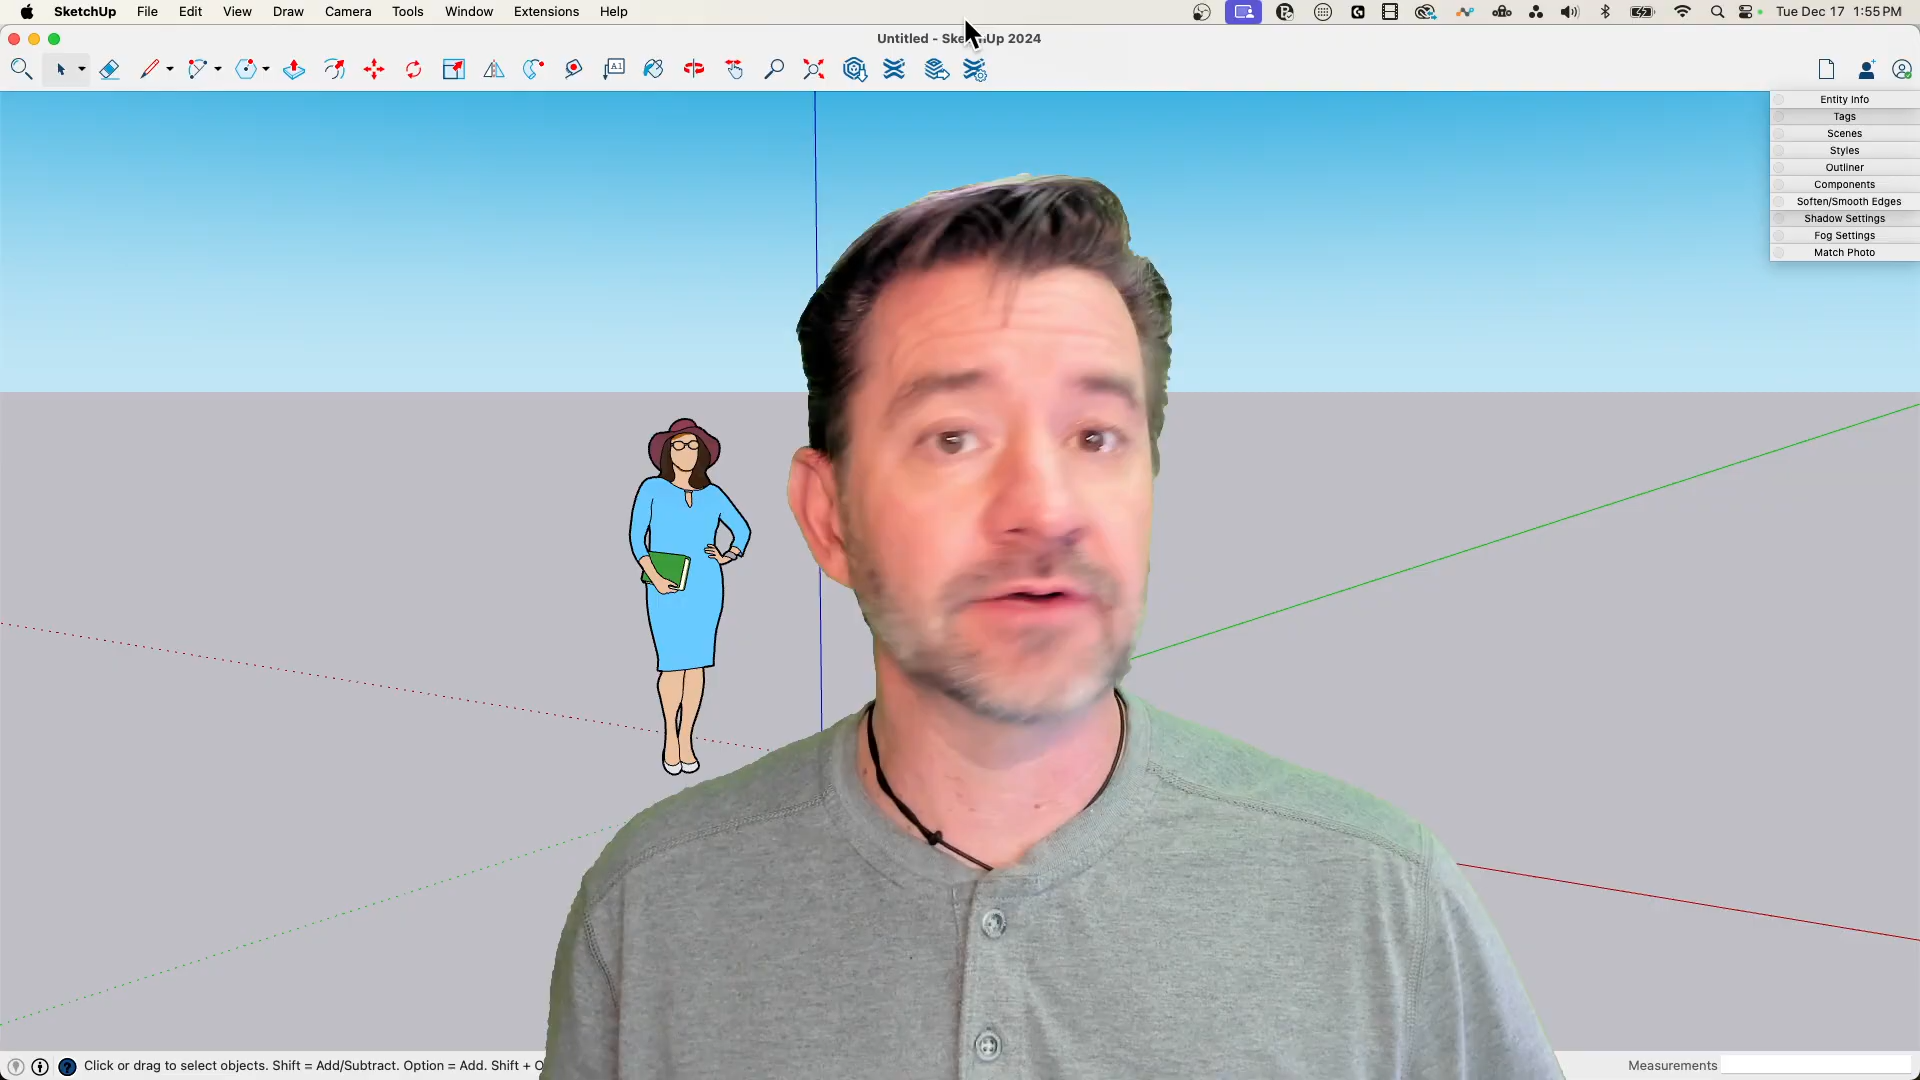 SketchUp File Edit View Draw Camera Tools Window Extensions Help Tue Dec 17 1:55 PM
Untitled - SketchUp 2024
A1
Entity Info
Tags
Scenes
Styles
Outliner
Components
Soften/Smooth Edges
Shadow Settings
Fog Settings
Match Photo
Click or drag to select objects. Shift = Add/Subtract. Option = Add. Shift + O
Measurements